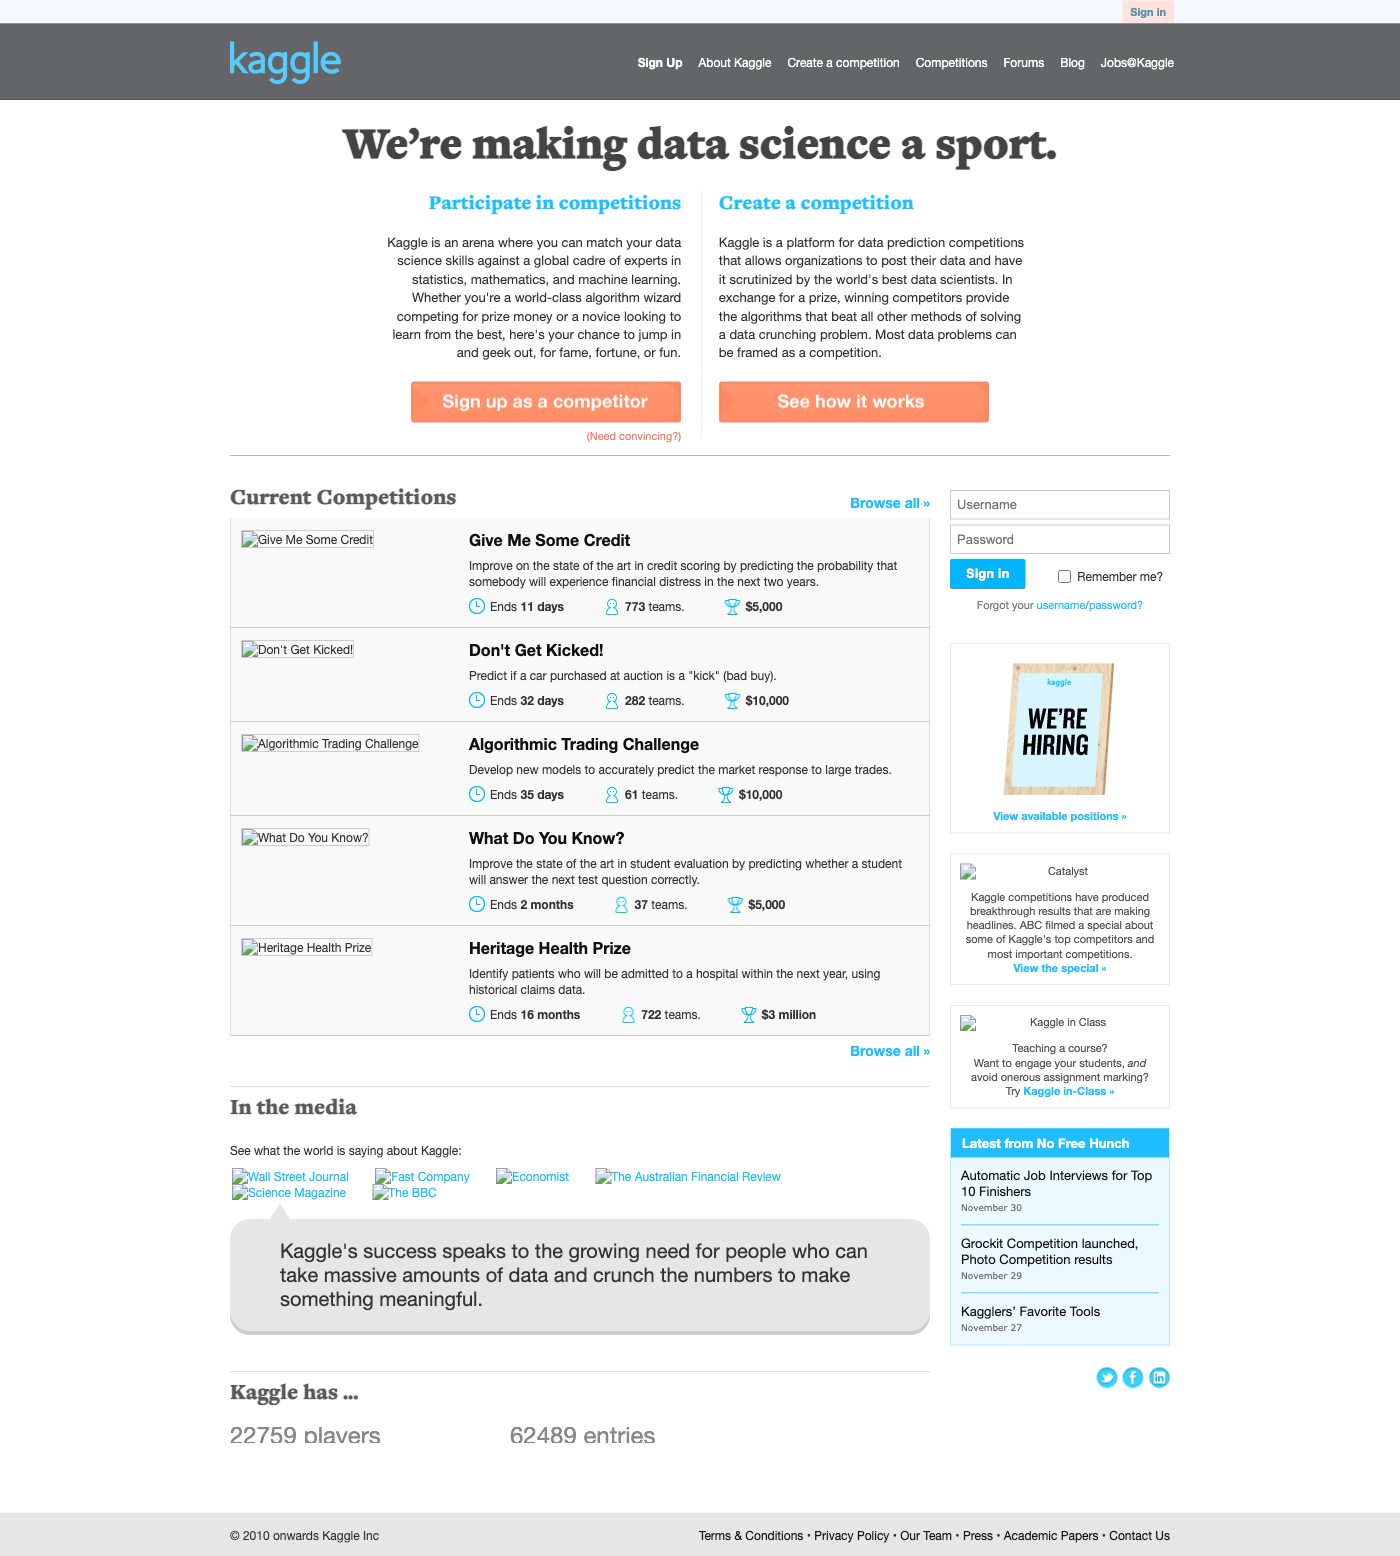 Sign in
kaggle
Sign Up About Kaggle Create a competition Competitions Forums Blog Jobs@Kaggle
We're making data science a sport.
Participate in competitions
Kaggle is an arena where you can match your data
science skills against a global cadre of experts in
statistics, mathematics, and machine learning.
Whether you're a world-class algorithm wizard
competing for prize money or a novice looking to
learn from the best, here's your chance to jump in
and geek out, for fame, fortune, or fun.
Sign up as a competitor
(Need convincing?)
Create a competition
Kaggle is a platform for data prediction competitions
that allows organizations to post their data and have
it scrutinized by the world's best data scientists. In
exchange for a prize, winning competitors provide
the algorithms that beat all other methods of solving
a data crunching problem. Most data problems can
be framed as a competition.
See how it works
Current Competitions
Browse all »
Give Me Some Credit
Give Me Some Credit
Improve on the state of the art in credit scoring by predicting the probability that
somebody will experience financial distress in the next two years.
Ends 11 days 773 teams. $5,000
Don't Get Kicked!
Don't Get Kicked!
Predict if a car purchased at auction is a "kick" (bad buy).
Ends 32 days 282 teams. $10,000
Algorithmic Trading Challenge
Algorithmic Trading Challenge
Develop new models to accurately predict the market response to large trades.
Ends 35 days 61 teams. $10,000
What Do You Know?
What Do You Know?
Improve the state of the art in student evaluation by predicting whether a student
will answer the next test question correctly.
Ends 2 months 37 teams. $5,000
Heritage Health Prize
Heritage Health Prize
Identify patients who will be admitted to a hospital within the next year, using
historical claims data.
Ends 16 months 722 teams. $3 million
Browse all »
In the media
See what the world is saying about Kaggle:
Wall Street Journal Fast Company Economist The Australian Financial Review
Science Magazine The BBC
Kaggle's success speaks to the growing need for people who can
take massive amounts of data and crunch the numbers to make
something meaningful.
Kaggle has ...
22759 players 62489 entries
Username
Password
Sign in Remember me?
Forgot your username/password?
kaggle
WE'RE
HIRING
View available positions »
Catalyst
Kaggle competitions have produced
breakthrough results that are making
headlines. ABC filmed a special about
some of Kaggle's top competitors and
most important competitions.
View the special »
Kaggle in Class
Teaching a course?
Want to engage your students, and
avoid onerous assignment marking?
Try Kaggle in-Class »
Latest from No Free Hunch
Automatic Job Interviews for Top
10 Finishers
November 30
Grockit Competition launched,
Photo Competition results
November 29
Kagglers' Favorite Tools
November 27
© 2010 onwards Kaggle Inc
Terms & Conditions • Privacy Policy • Our Team • Press • Academic Papers • Contact Us